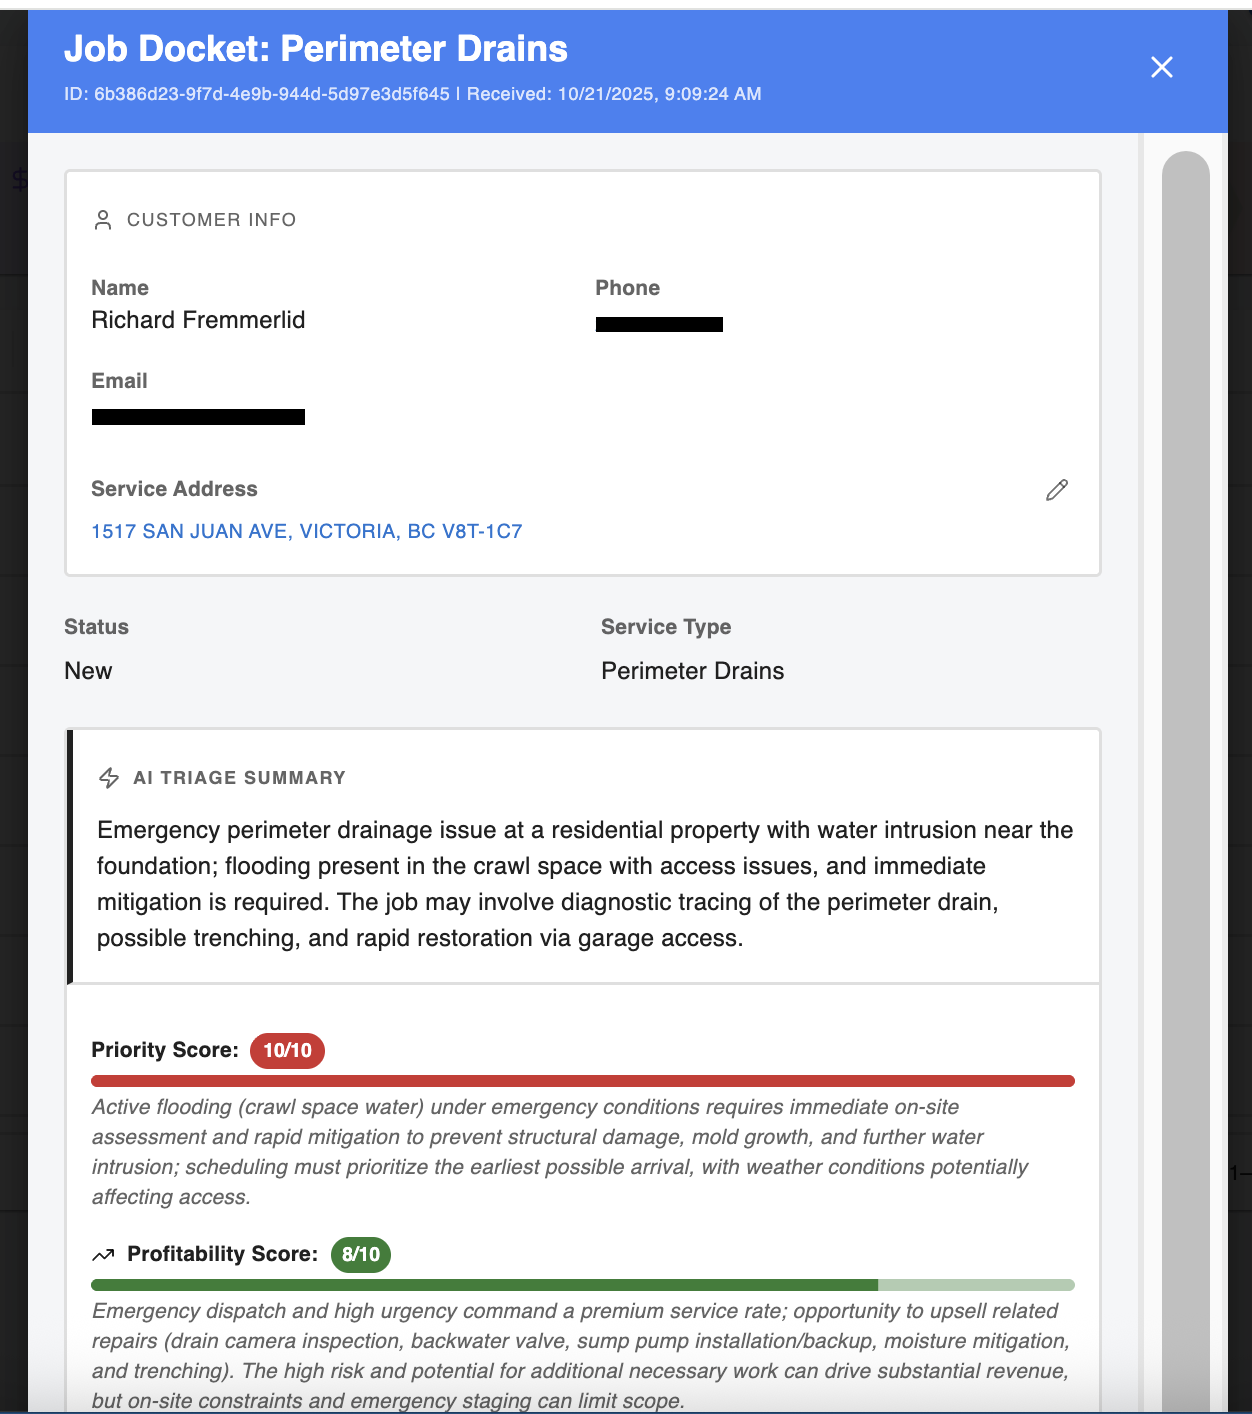 Job Docket: Perimeter Drains
ID: 6b386d23-9f7d-4e9b-944d-5d97e3d5f645 | Received: 10/21/2025, 9:09:24 AM
$
CUSTOMER INFO
Name
Phone
Richard Fremmerlid
Email
Service Address
1517 SAN JUAN AVE, VICTORIA, BC V8T-1C7
Status
Service Type
New
Perimeter Drains
AI TRIAGE SUMMARY
Emergency perimeter drainage issue at a residential property with water intrusion near the
foundation; flooding present in the crawl space with access issues, and immediate
mitigation is required. The job may involve diagnostic tracing of the perimeter drain,
possible trenching, and rapid restoration via garage access.
Priority Score: 10/10
Active flooding (crawl space water) under emergency conditions requires immediate on-site
assessment and rapid mitigation to prevent structural damage, mold growth, and further water
intrusion; scheduling must prioritize the earliest possible arrival, with weather conditions potentially
affecting access.
1–
Profitability Score: 8/10
Emergency dispatch and high urgency command a premium service rate; opportunity to upsell related
repairs (drain camera inspection, backwater valve, sump pump installation/backup, moisture mitigation,
and trenching). The high risk and potential for additional necessary work can drive substantial revenue,
but on-site constraints and emergency staging can limit scope.